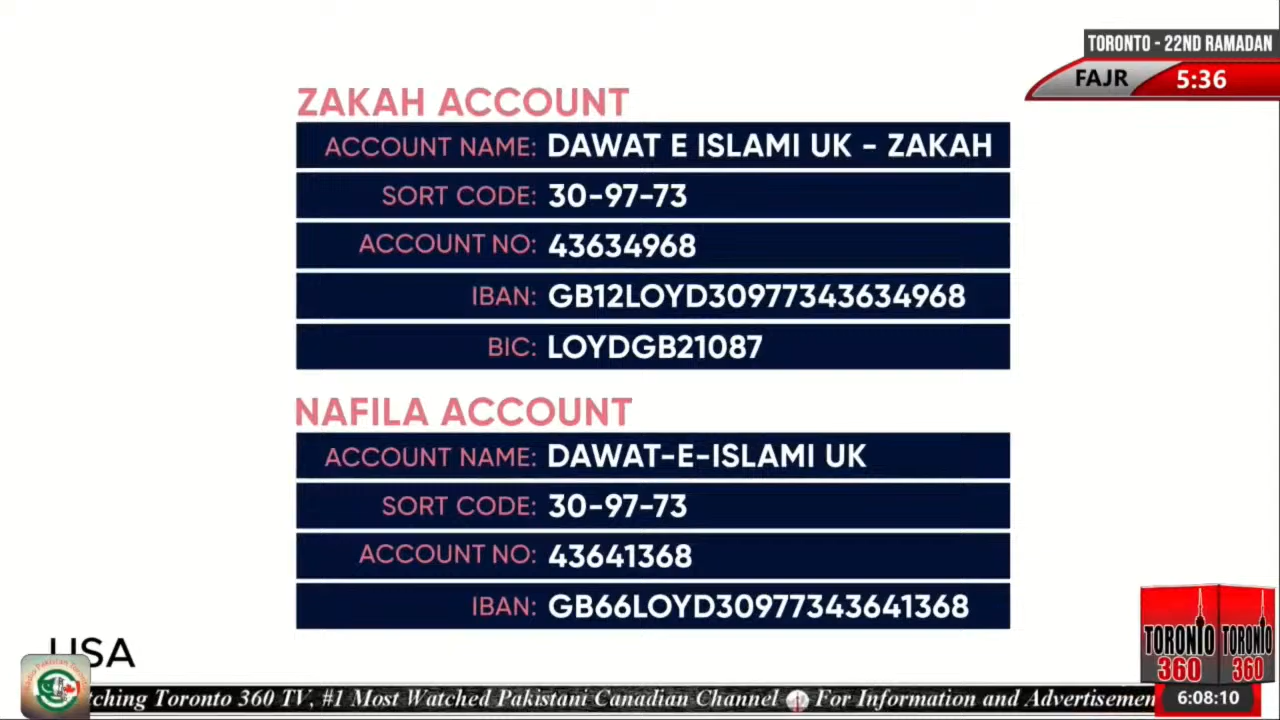 TORONTO - 22ND RAMADAN
FAJR 5:36
ZAKAH ACCOUNT
ACCOUNT NAME: DAWAT E ISLAMI UK - ZAKAH
SORT CODE: 30-97-73
ACCOUNT NO: 43634968
IBAN: GB12LOYD30977343634968
BIC: LOYDGB21087
NAFILA ACCOUNT
ACCOUNT NAME: DAWAT-E-ISLAMI UK
SORT CODE: 30-97-73
ACCOUNT NO: 43641368
IBAN: GB66LOYD30977343641368
USA
TORONTO 360
TORONTO 360
tching Toronto 360 TV, #1 Most Watched Pakistani Canadian Channel For Information and Advertisemen
6:08:10